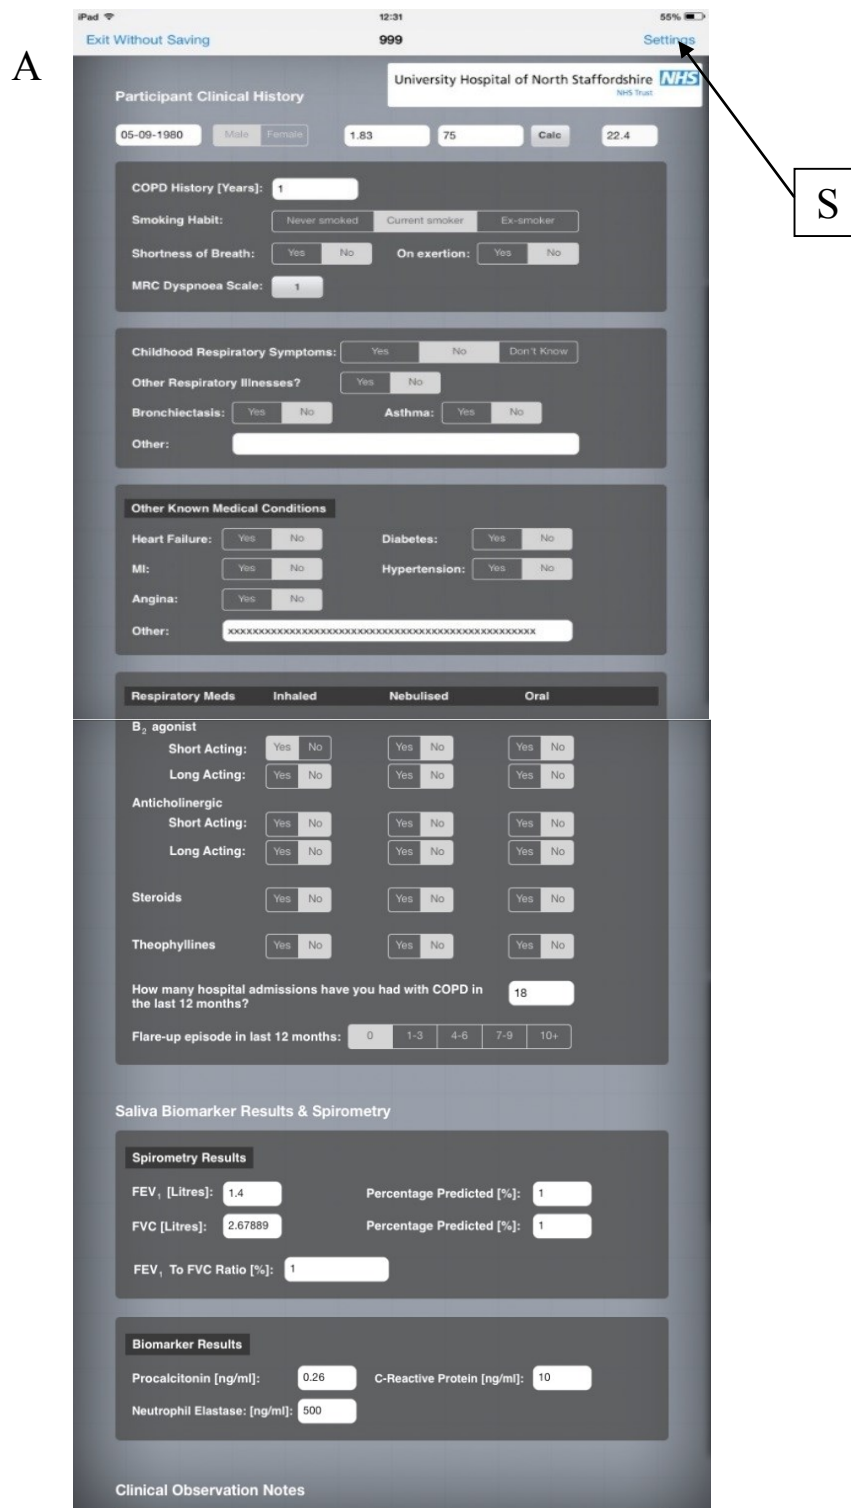 iPad 12:31 55%
Exit Without Saving 999 Settings
A
University Hospital of North Staffordshire NHS
NHS Trust
Participant Clinical History
05-09-1980 Male Female 1.83 75 Calc 22.4
S
COPD History [Years]: 1
Smoking Habit: Never smoked Current smoker Ex-smoker
Shortness of Breath: Yes No On exertion: Yes No
MRC Dyspnoea Scale: 1
Childhood Respiratory Symptoms: Yes No Don't Know
Other Respiratory Illnesses? Yes No
Bronchiectasis: Yes No Asthma: Yes No
Other:
Other Known Medical Conditions
Heart Failure: Yes No Diabetes: Yes No
MI: Yes No Hypertension: Yes No
Angina: Yes No
Other: xxxxxxxxxxxxxxxxxxxxxxxxxxxxxxxxxxxxxxxxxxxxxxxxxx
Respiratory Meds Inhaled Nebulised Oral
B₂ agonist
Short Acting: Yes No Yes No Yes No
Long Acting: Yes No Yes No Yes No
Anticholinergic
Short Acting: Yes No Yes No Yes No
Long Acting: Yes No Yes No Yes No
Steroids Yes No Yes No Yes No
Theophyllines Yes No Yes No Yes No
How many hospital admissions have you had with COPD in
the last 12 months? 18
Flare-up episode in last 12 months: 0 1-3 4-6 7-9 10+
Saliva Biomarker Results & Spirometry
Spirometry Results
FEV₁ [Litres]: 1.4 Percentage Predicted [%]: 1
FVC [Litres]: 2.67889 Percentage Predicted [%]: 1
FEV₁ To FVC Ratio [%]: 1
Biomarker Results
Procalcitonin [ng/ml]: 0.26 C-Reactive Protein [ng/ml]: 10
Neutrophil Elastase: [ng/ml]: 500
Clinical Observation Notes